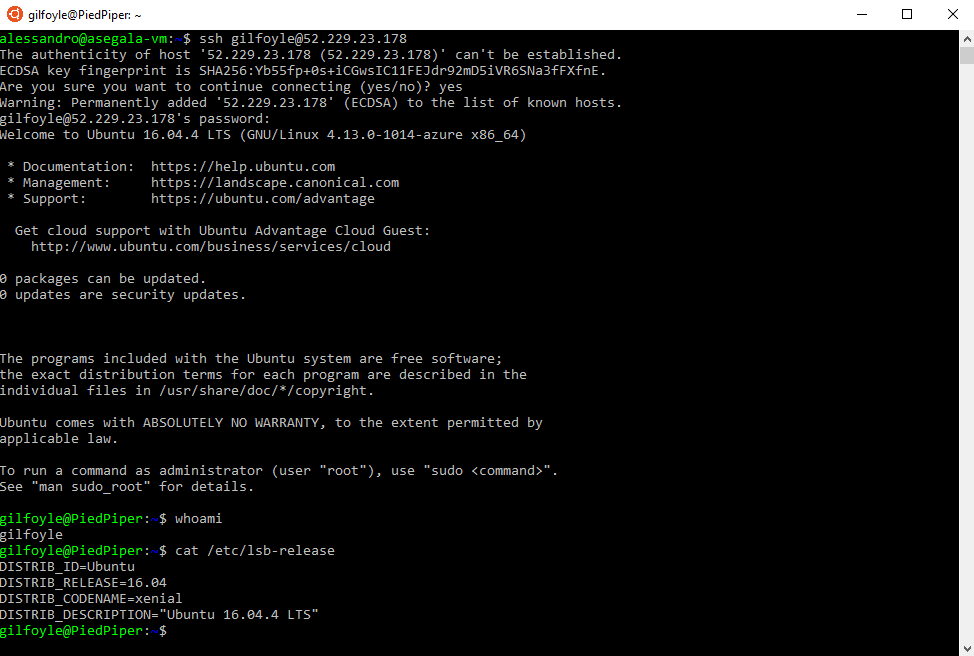 gilfoyle@PiedPiper: ~
alessandro@asegala-vm:~$ ssh gilfoyle@52.229.23.178
The authenticity of host '52.229.23.178 (52.229.23.178)' can't be established.
ECDSA key fingerprint is SHA256:Yb55fp+0s+iCGwsIC11FEJdr92mD5iVR6SNa3fFXfnE.
Are you sure you want to continue connecting (yes/no)? yes
Warning: Permanently added '52.229.23.178' (ECDSA) to the list of known hosts.
gilfoyle@52.229.23.178's password:
Welcome to Ubuntu 16.04.4 LTS (GNU/Linux 4.13.0-1014-azure x86_64)
* Documentation: https://help.ubuntu.com
* Management: https://landscape.canonical.com
* Support: https://ubuntu.com/advantage
Get cloud support with Ubuntu Advantage Cloud Guest:
http://www.ubuntu.com/business/services/cloud
0 packages can be updated.
0 updates are security updates.
The programs included with the Ubuntu system are free software;
the exact distribution terms for each program are described in the
individual files in /usr/share/doc/*/copyright.
Ubuntu comes with ABSOLUTELY NO WARRANTY, to the extent permitted by
applicable law.
To run a command as administrator (user "root"), use "sudo <command>".
See "man sudo_root" for details.
gilfoyle@PiedPiper:~$ whoami
gilfoyle
gilfoyle@PiedPiper:~$ cat /etc/lsb-release
DISTRIB_ID=Ubuntu
DISTRIB_RELEASE=16.04
DISTRIB_CODENAME=xenial
DISTRIB_DESCRIPTION="Ubuntu 16.04.4 LTS"
gilfoyle@PiedPiper:~$